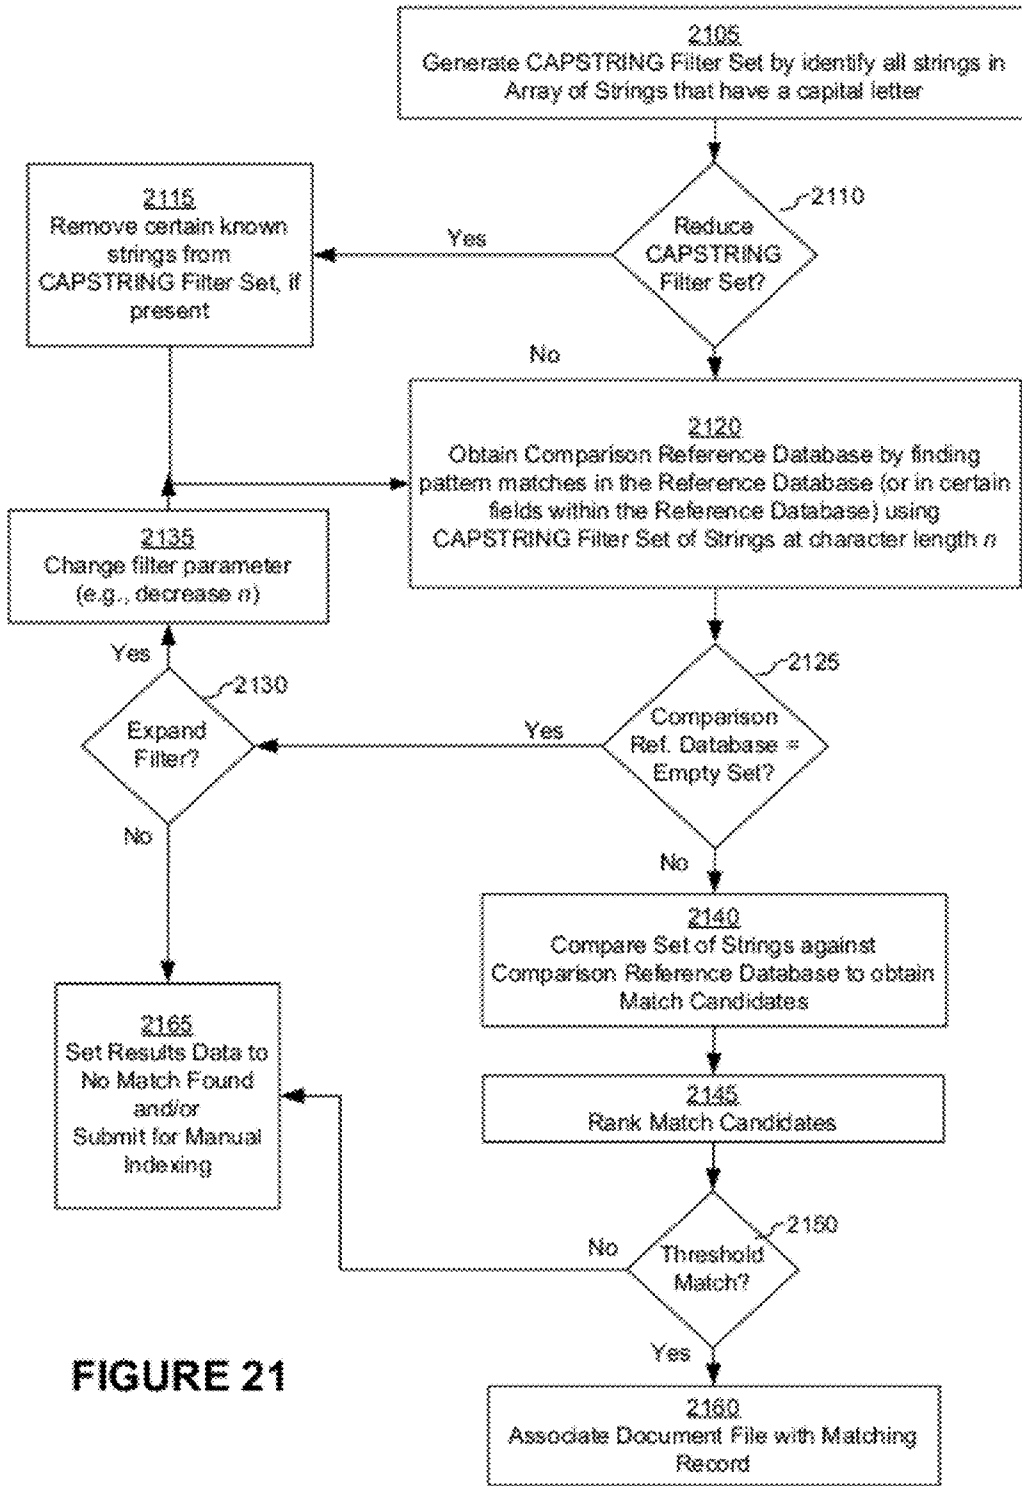 2105
Generate CAPSTRING Filter Set by identify all strings in
Array of Strings that have a capital letter
2110
Reduce
CAPSTRING
Filter Set?
Yes
No
2115
Remove certain known
strings from
CAPSTRING Filter Set, if
present
2120
Obtain Comparison Reference Database by finding
pattern matches in the Reference Database (or in certain
fields within the Reference Database) using
CAPSTRING Filter Set of Strings at character length n
2135
Change filter parameter
(e.g., decrease n)
Yes
2130
Expand
Filter?
No
2125
Comparison
Ref. Database =
Empty Set?
Yes
No
2140
Compare Set of Strings against
Comparison Reference Database to obtain
Match Candidates
2165
Set Results Data to
No Match Found
and/or
Submit for Manual
Indexing
2145
Rank Match Candidates
2150
Threshold
Match?
No
Yes
2160
Associate Document File with Matching
Record
FIGURE 21